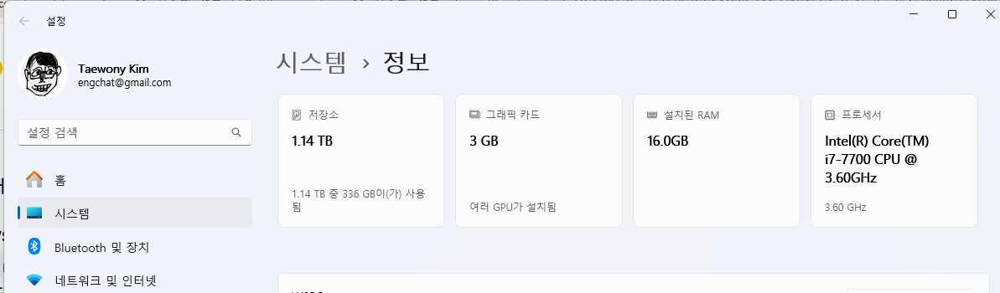 설정
Taewony Kim
engchat@gmail.com
설정 검색
홈
시스템
Bluetooth 및 장치
네트워크 및 인터넷
시스템 › 정보
저장소
1.14 TB
1.14 TB 중 336 GB이(가) 사용
됨
그래픽 카드
3 GB
여러 GPU가 설치됨
설치된 RAM
16.0GB
프로세서
Intel(R) Core(TM)
i7-7700 CPU @
3.60GHz
3.60 GHz